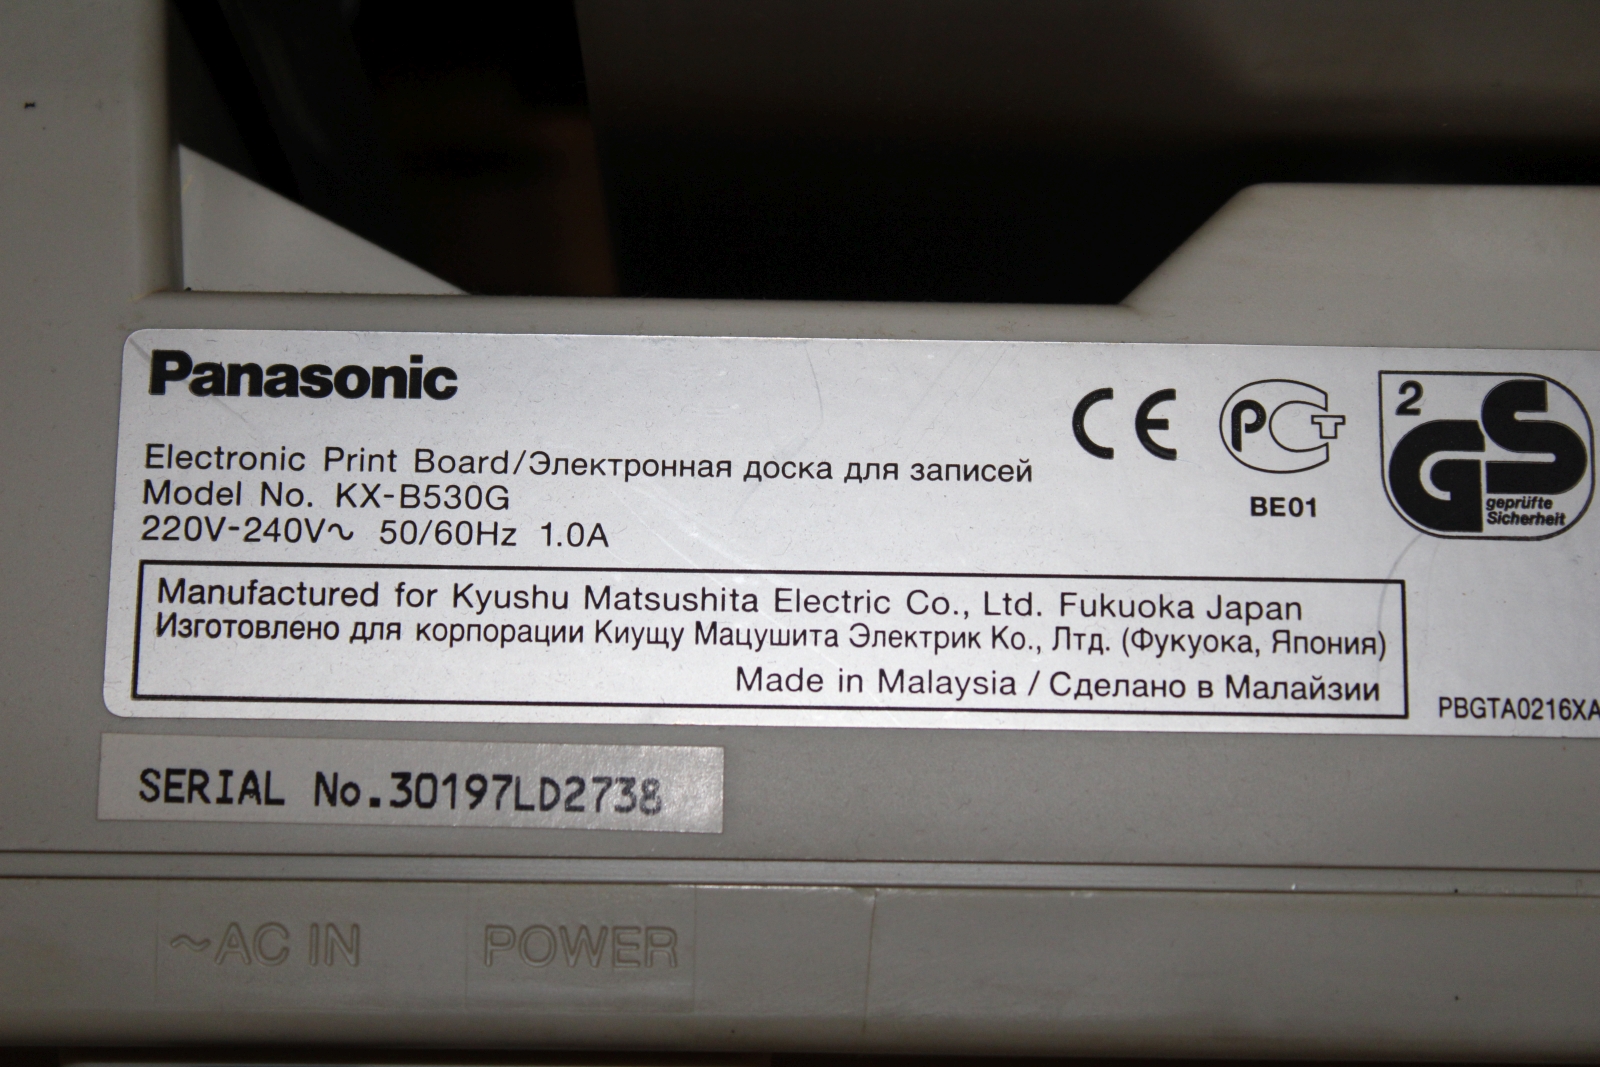 Panasonic
CE
PCT
BE01
2
GS
geprüfte
Sicherheit
Electronic Print Board/Электронная доска для записей
Model No. KX-B530G
220V-240V∿ 50/60Hz 1.0A
Manufactured for Kyushu Matsushita Electric Co., Ltd. Fukuoka Japan
Изготовлено для корпорации Киущу Мацушита Электрик Ко., Лтд. (Фукуока, Япония)
Made in Malaysia / Сделано в Малайзии
PBGTA0216XA
SERIAL No.30197LD2738
~AC IN
POWER